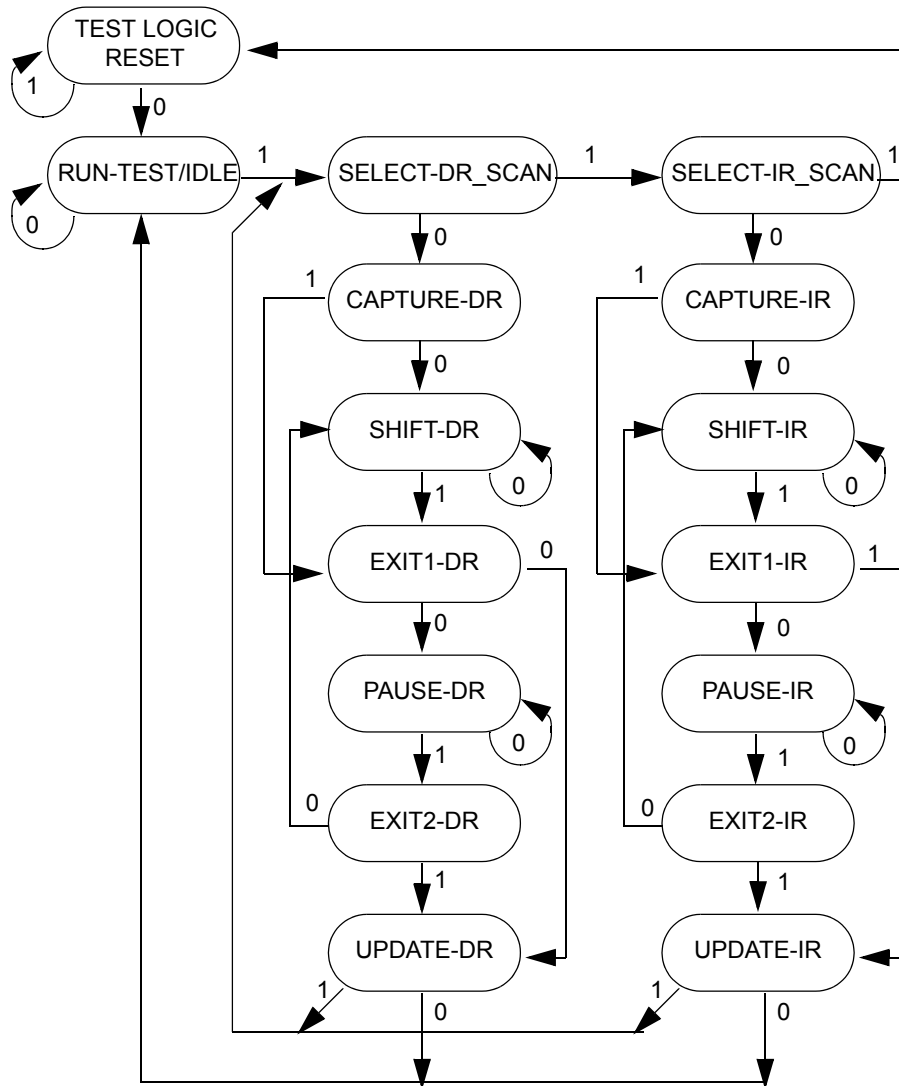 TEST LOGIC
RESET
1
0
RUN-TEST/IDLE
1
SELECT-DR_SCAN
1
SELECT-IR_SCAN
1
0
0
0
1
CAPTURE-DR
1
CAPTURE-IR
0
0
SHIFT-DR
0
SHIFT-IR
0
1
1
EXIT1-DR
0
EXIT1-IR
1
0
0
PAUSE-DR
0
PAUSE-IR
0
1
1
0
EXIT2-DR
0
EXIT2-IR
1
1
UPDATE-DR
UPDATE-IR
1
0
1
0